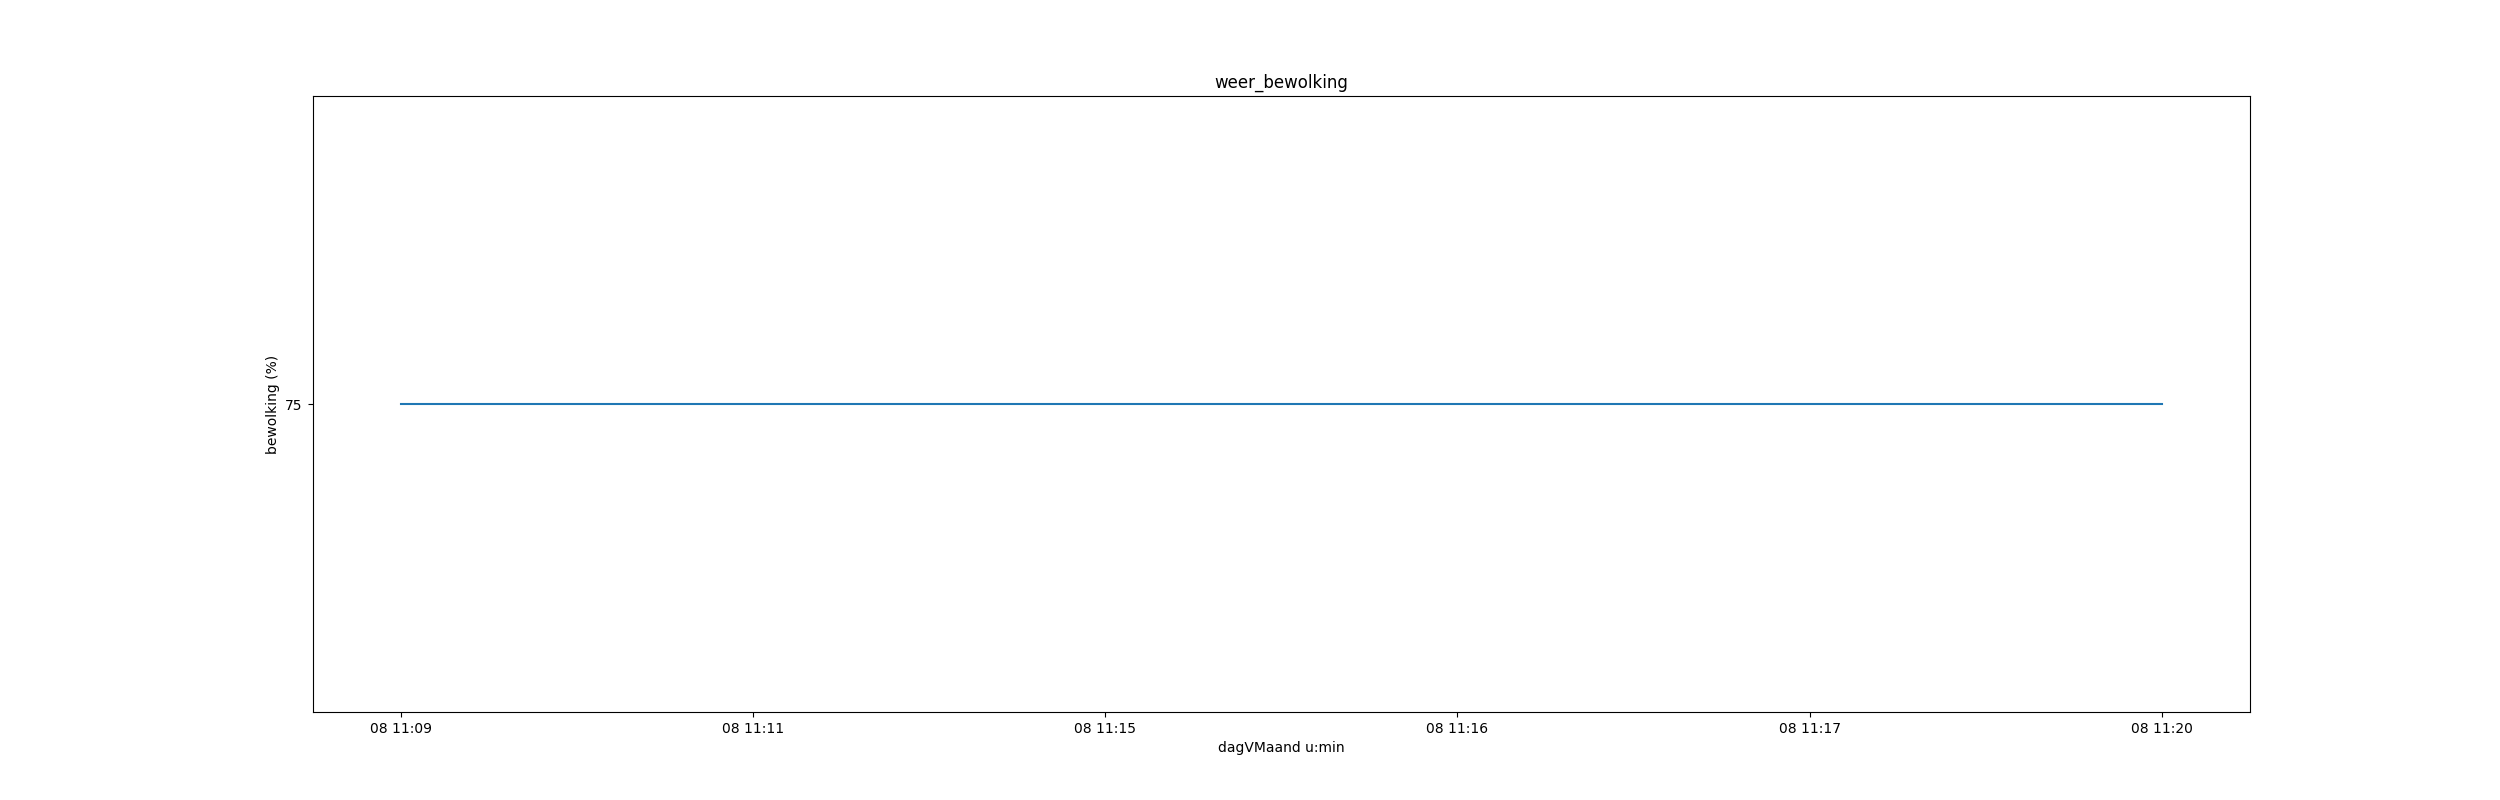 weer_bewolking
bewolking (%)
75
08 11:09 08 11:11 08 11:15 08 11:16 08 11:17 08 11:20
dagVMaand u:min